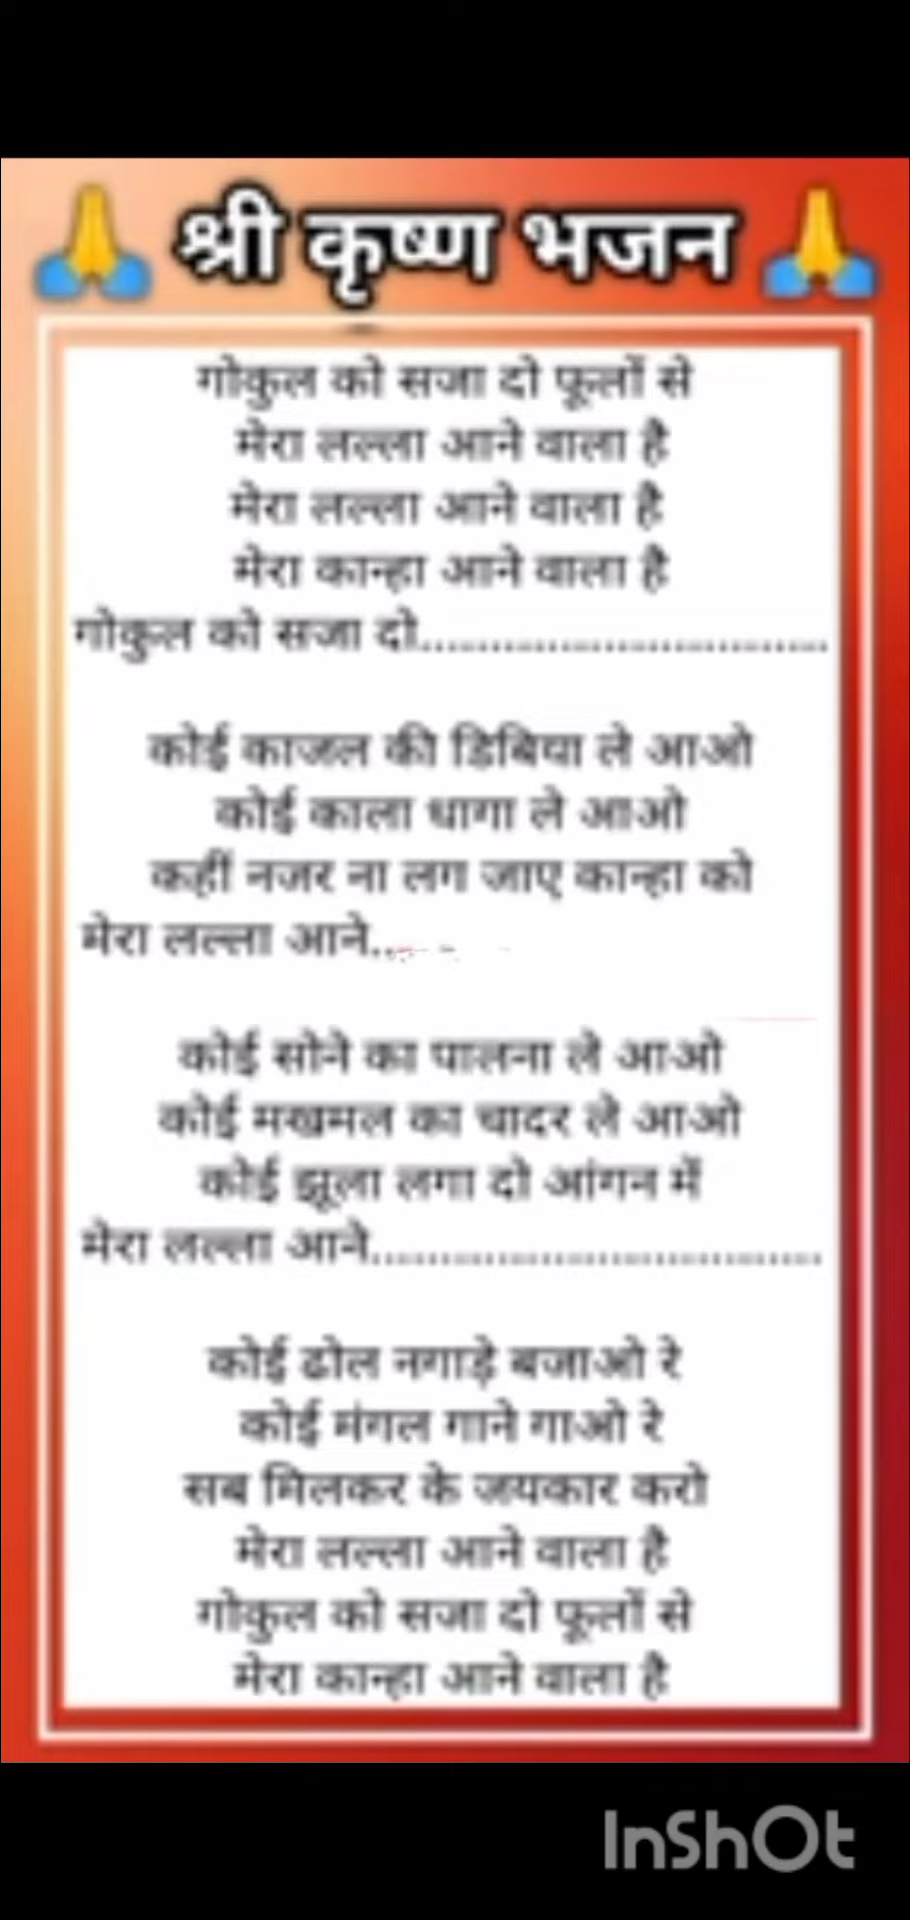 🙏 श्री कृष्ण भजन 🙏
गोकुल को सजा दो फूलों से
मेरा लल्ला आने वाला है
मेरा लल्ला आने वाला है
मेरा कान्हा आने वाला है
गोकुल को सजा दो.............................
कोई काजल की डिबिया ले आओ
कोई काला धागा ले आओ
कहीं नजर ना लग जाए कान्हा को
मेरा लल्ला आने..
कोई सोने का पालना ले आओ
कोई मखमल का चादर ले आओ
कोई झूला लगा दो आंगन में
मेरा लल्ला आने................................
कोई ढोल नगाड़े बजाओ रे
कोई मंगल गाने गाओ रे
सब मिलकर के जयकार करो
मेरा लल्ला आने वाला है
गोकुल को सजा दो फूलों से
मेरा कान्हा आने वाला है
InShOt